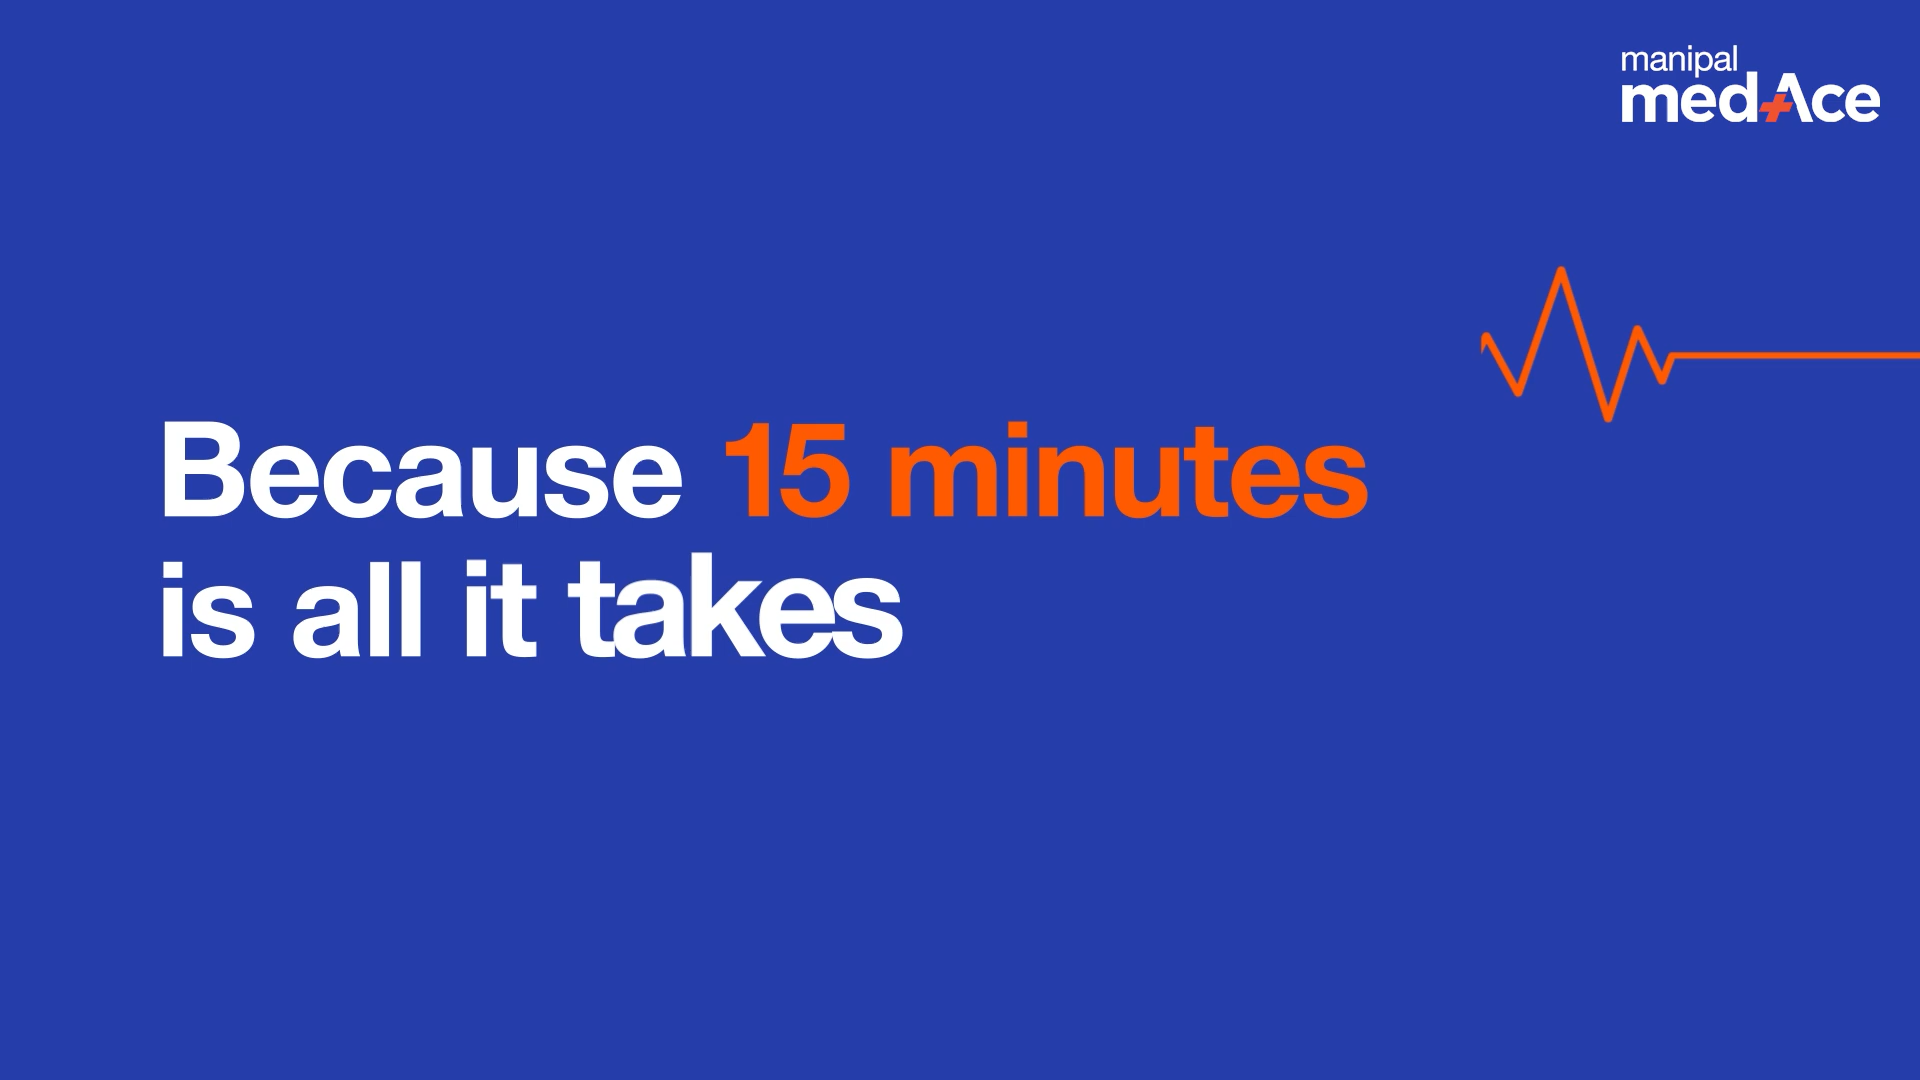 manipal
medAce
Because 15 minutes
is all it takes